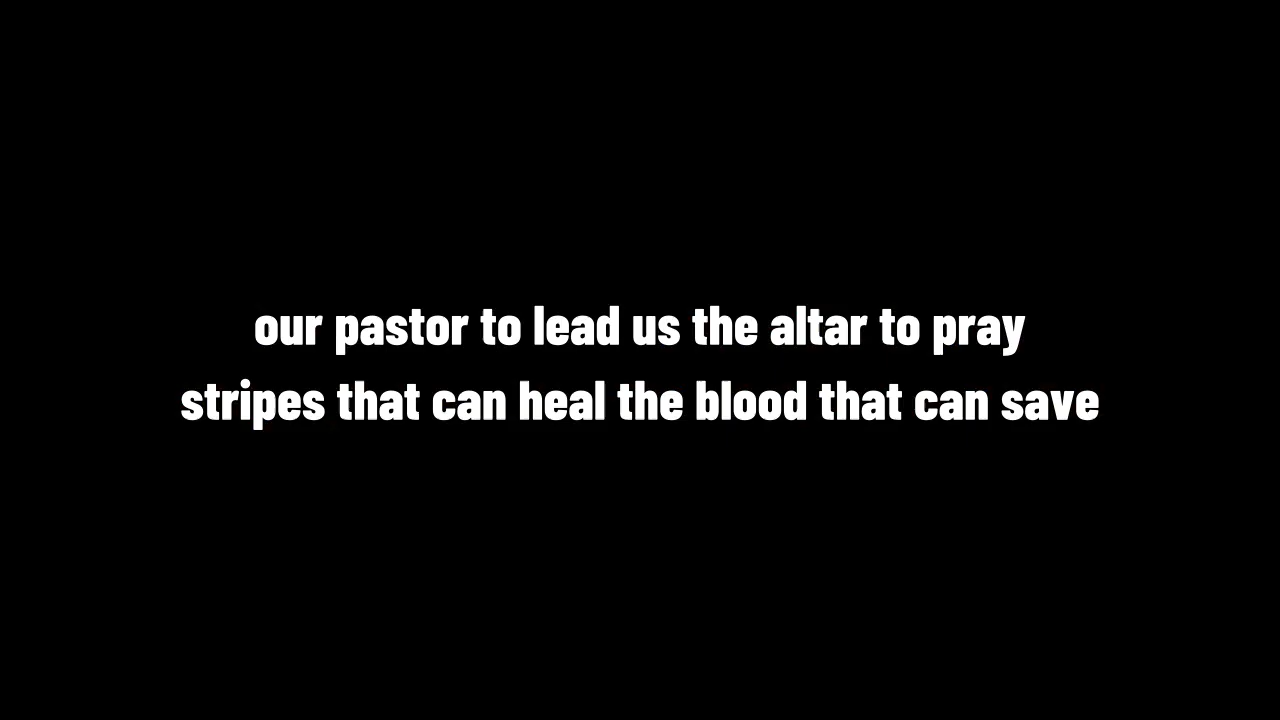 our pastor to lead us the altar to pray
stripes that can heal the blood that can save